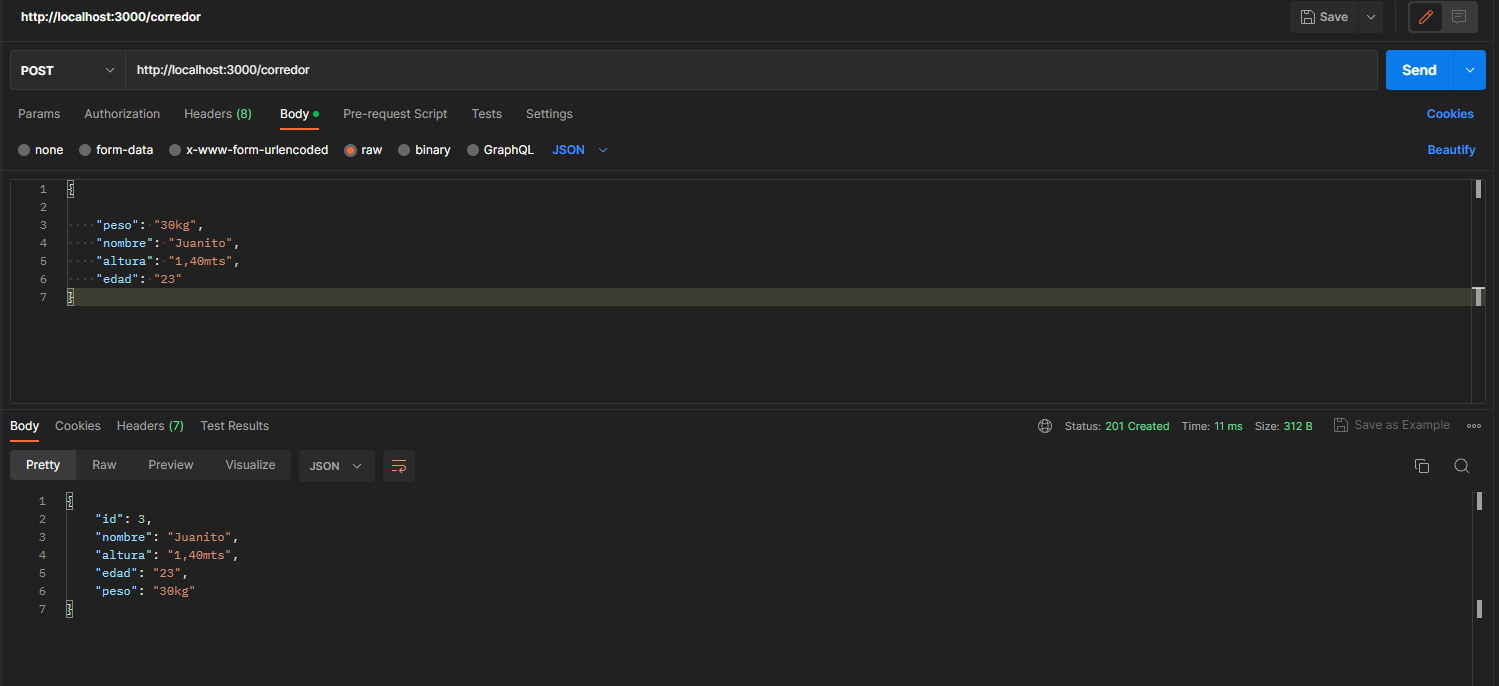 http://localhost:3000/corredor Save
POST http://localhost:3000/corredor Send
Params Authorization Headers (8) Body Pre-request Script Tests Settings Cookies
none form-data x-www-form-urlencoded raw binary GraphQL JSON Beautify
1 {
2
3 "peso": "30kg",
4 "nombre": "Juanito",
5 "altura": "1,40mts",
6 "edad": "23"
7 }
Body Cookies Headers (7) Test Results Status: 201 Created Time: 11 ms Size: 312 B Save as Example
Pretty Raw Preview Visualize JSON
1 {
2 "id": 3,
3 "nombre": "Juanito",
4 "altura": "1,40mts",
5 "edad": "23",
6 "peso": "30kg"
7 }